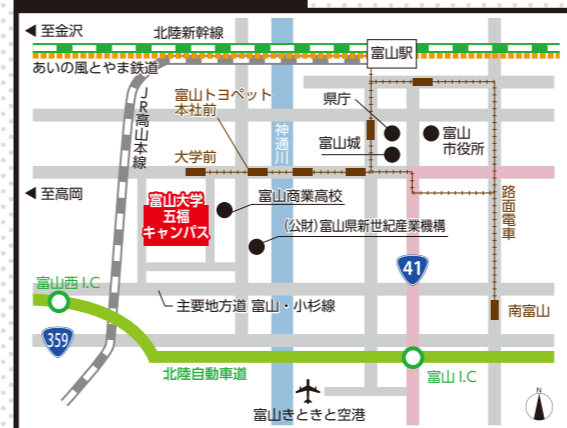 ◀ 至金沢
北陸新幹線
富山駅
あいの風とやま鉄道
JR高山本線
富山トヨペット
本社前
神通川
県庁
富山城
富山
市役所
大学前
◀ 至高岡
富山大学
五福
キャンパス
富山商業高校
(公財)富山県新世紀産業機構
路面電車
41
富山西 I.C
主要地方道 富山・小杉線
南富山
359
北陸自動車道
富山 I.C
富山きときと空港
N